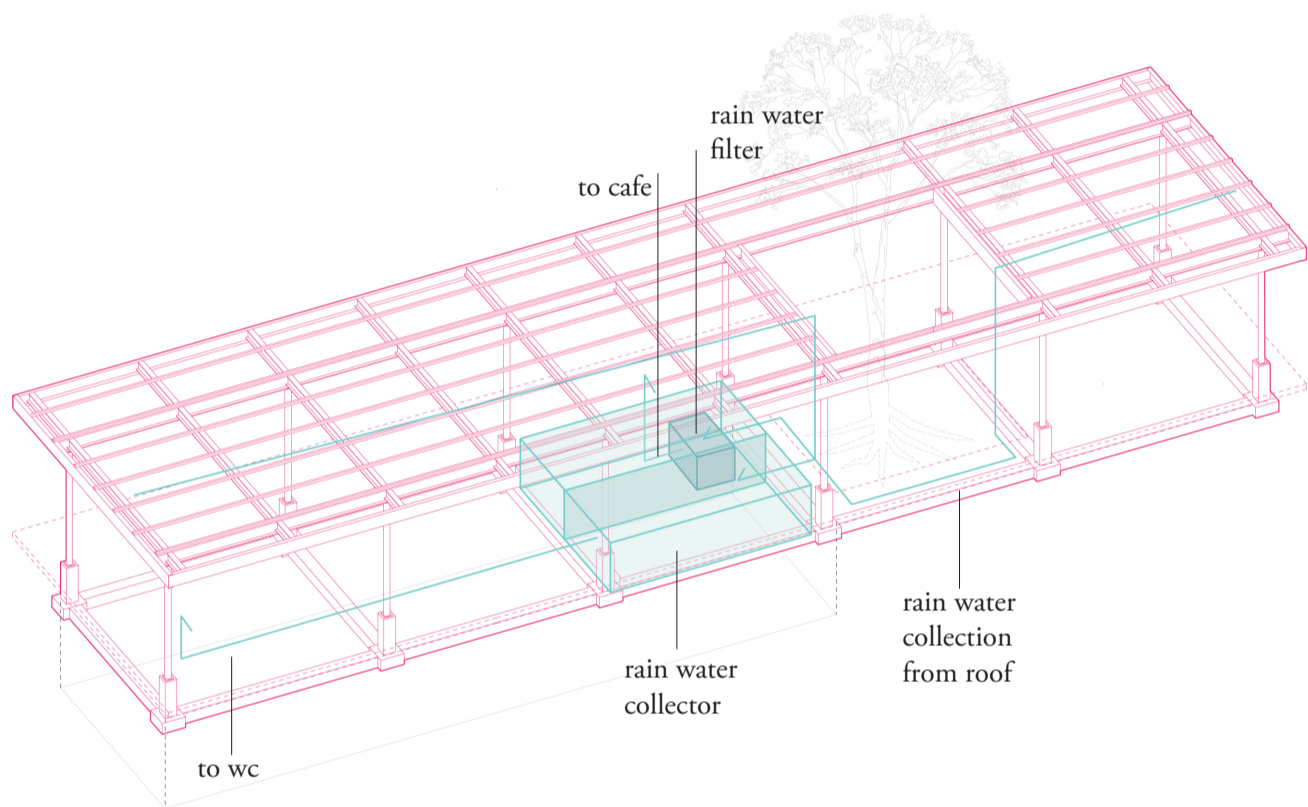 rain water
filter
to cafe
rain water
collection
from roof
rain water
collector
to wc